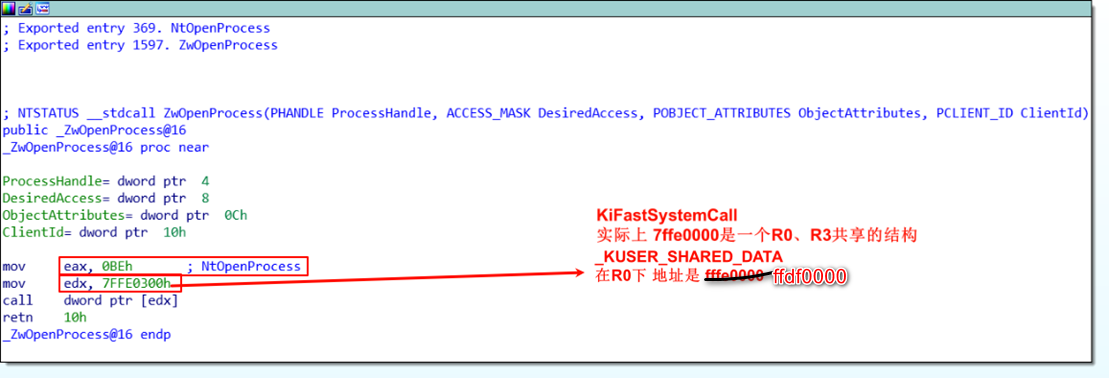 ; Exported entry 369. NtOpenProcess
; Exported entry 1597. ZwOpenProcess
; NTSTATUS __stdcall ZwOpenProcess(PHANDLE ProcessHandle, ACCESS_MASK DesiredAccess, POBJECT_ATTRIBUTES ObjectAttributes, PCLIENT_ID ClientId)
public _ZwOpenProcess@16
_ZwOpenProcess@16 proc near
ProcessHandle= dword ptr  4
DesiredAccess= dword ptr  8
ObjectAttributes= dword ptr  0Ch
ClientId= dword ptr  10h
mov     eax, 0BEh       ; NtOpenProcess
mov     edx, 7FFE0300h
call    dword ptr [edx]
retn    10h
_ZwOpenProcess@16 endp
KiFastSystemCall
实际上 7ffe0000是一个R0、R3共享的结构
_KUSER_SHARED_DATA
在R0下 地址是 fffe0000 ffdf0000